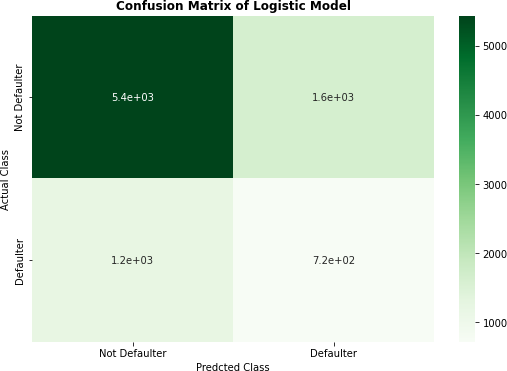 Confusion Matrix of Logistic Model
Not Defaulter
5.4e+03
1.6e+03
Actual Class
Defaulter
1.2e+03
7.2e+02
Not Defaulter
Defaulter
Predcted Class
5000
4000
3000
2000
1000